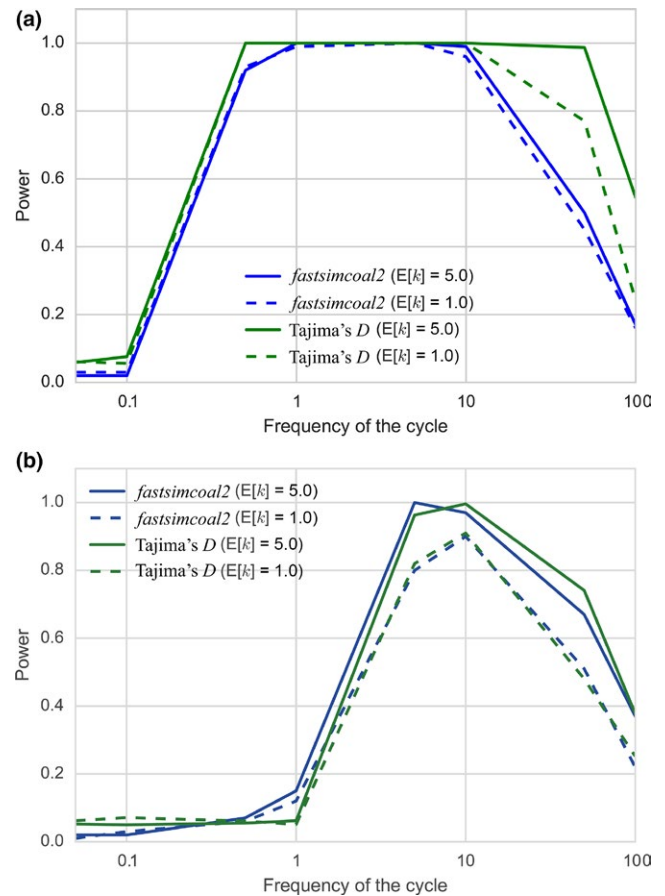 (a)
1.0
0.8
0.6
0.4
0.2
0.0
Power
fastsimcoal2 (E[k] = 5.0)
fastsimcoal2 (E[k] = 1.0)
Tajima's D (E[k] = 5.0)
Tajima's D (E[k] = 1.0)
0.1 1 10 100
Frequency of the cycle
(b)
1.0
0.8
0.6
0.4
0.2
0.0
Power
fastsimcoal2 (E[k] = 5.0)
fastsimcoal2 (E[k] = 1.0)
Tajima's D (E[k] = 5.0)
Tajima's D (E[k] = 1.0)
0.1 1 10 100
Frequency of the cycle